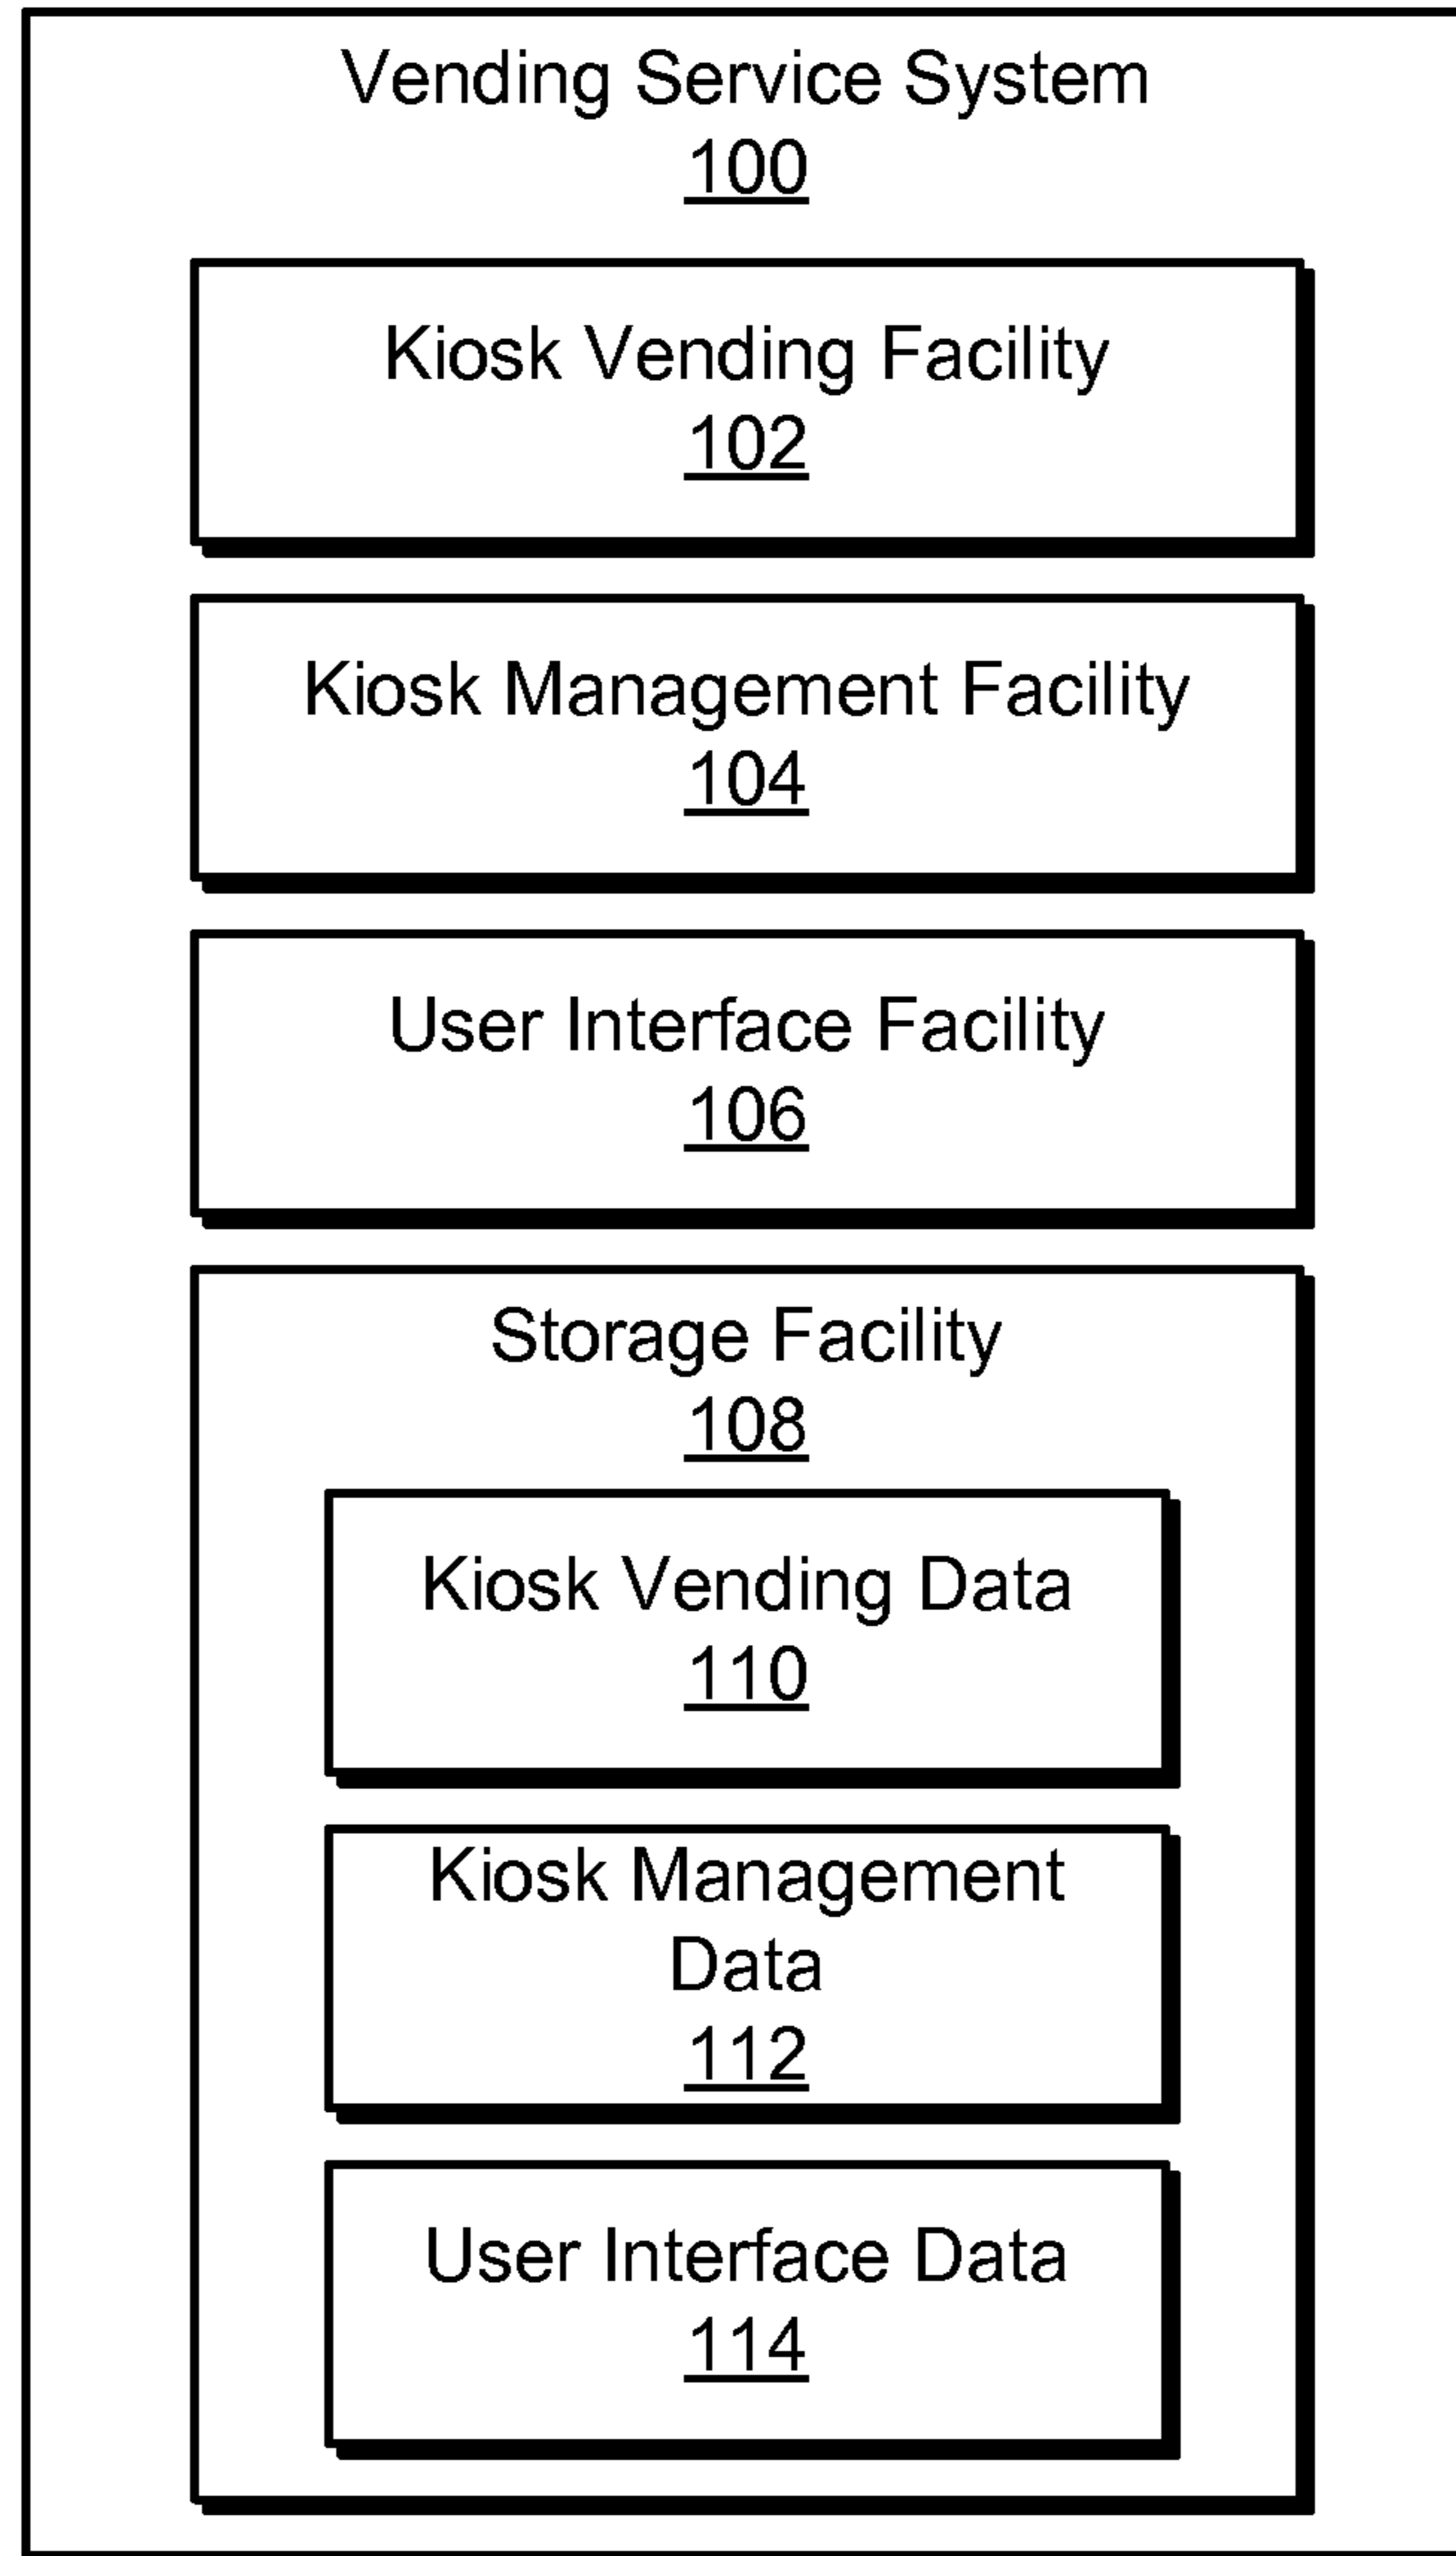 Vending Service System
100
Kiosk Vending Facility
102
Kiosk Management Facility
104
User Interface Facility
106
Storage Facility
108
Kiosk Vending Data
110
Kiosk Management
Data
112
User Interface Data
114